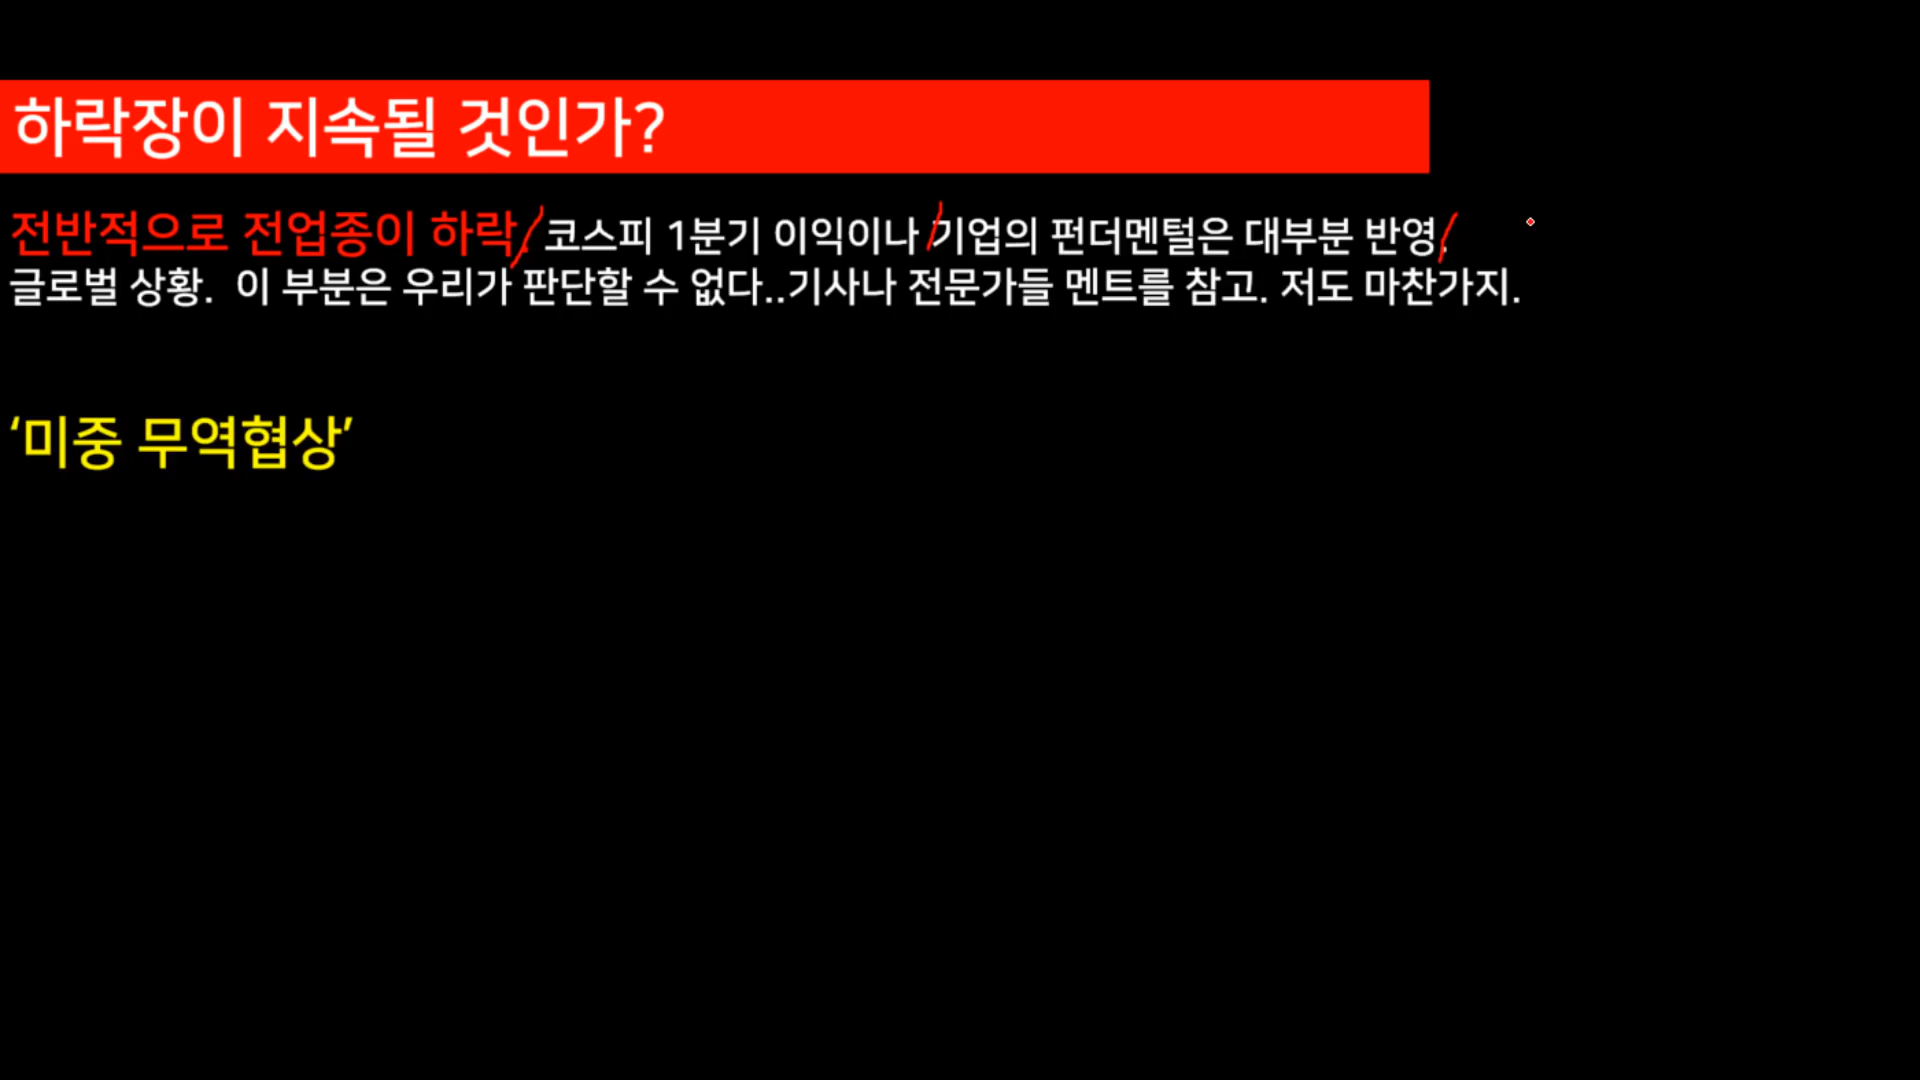 하락장이 지속될 것인가?
전반적으로 전업종이 하락. 코스피 1분기 이익이나 기업의 펀더멘털은 대부분 반영.
글로벌 상황. 이 부분은 우리가 판단할 수 없다..기사나 전문가들 멘트를 참고. 저도 마찬가지.
‘미중 무역협상’